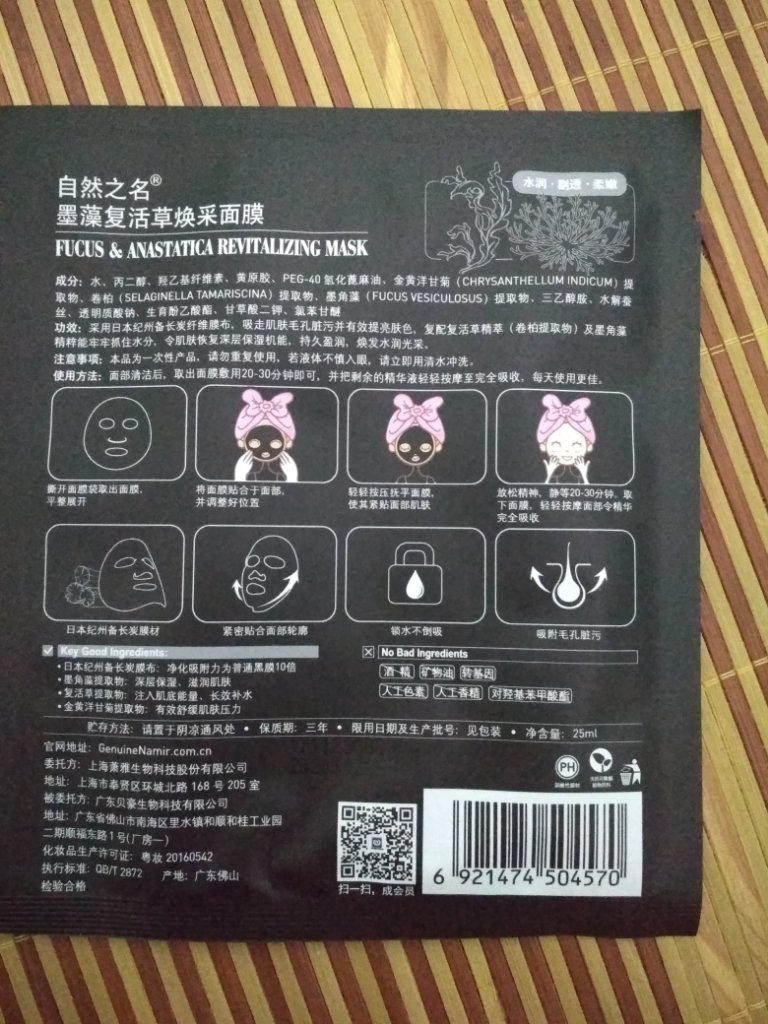 自然之名®
墨藻复活草焕采面膜
FUCUS & ANASTATICA REVITALIZING MASK
水润·剔透·柔嫩
成分：水、丙二醇、羟乙基纤维素、黄原胶、PEG-40 氢化蓖麻油、金黄洋甘菊（CHRYSANTHELLUM INDICUM）提
取物、卷柏（SELAGINELLA TAMARISCINA）提取物、墨角藻（FUCUS VESICULOSUS）提取物、三乙醇胺、水解蚕
丝、透明质酸钠、生育酚乙酸酯、甘草酸二钾、氯苯甘醚
功效：采用日本纪州备长炭纤维膜布，吸走肌肤毛孔脏污并有效提亮肤色，复配复活草精萃（卷柏提取物）及墨角藻
精粹能牢牢抓住水分，令肌肤恢复深层保湿机能，持久盈润，焕发水润光采。
注意事项：本品为一次性产品，请勿重复使用，若液体不慎入眼，请立即用清水冲洗。
使用方法：面部清洁后，取出面膜敷用20-30分钟即可，并把剩余的精华液轻轻按摩至完全吸收，每天使用更佳。
撕开面膜袋取出面膜，
平整展开
将面膜贴合于面部，
并调整好位置
轻轻按压抚平面膜，
使其紧贴面部肌肤
放松精神，静等20-30分钟，取
下面膜，轻轻按摩面部令精华
完全吸收
日本纪州备长炭膜材
紧密贴合面部轮廓
锁水不倒吸
吸附毛孔脏污
Key Good Ingredients:
•日本纪州备长炭膜布：净化吸附力为普通黑膜10倍
•墨角藻提取物：深层保湿、滋润肌肤
•复活草提取物：注入肌底能量、长效补水
•金黄洋甘菊提取物：有效舒缓肌肤压力
No Bad Ingredients
酒 精 矿物油 转基因
人工色素 人工香精 对羟基苯甲酸酯
贮存方法：请置于阴凉通风处 • 保质期：三年 • 限用日期及生产批号：见包装 • 净含量：25ml
官网地址：GenuineNamir.com.cn
委托方：上海萧雅生物科技股份有限公司
地址：上海市奉贤区环城北路 168 号 205 室
被委托方：广东贝豪生物科技有限公司
地址：广东省佛山市南海区里水镇和顺和桂工业园
二期顺福东路1号(厂房一)
化妆品生产许可证：粤妆 20160542
执行标准：QB/T 2872 产地：广东佛山
检验合格
扫一扫，成会员
PH
6 921474 504570